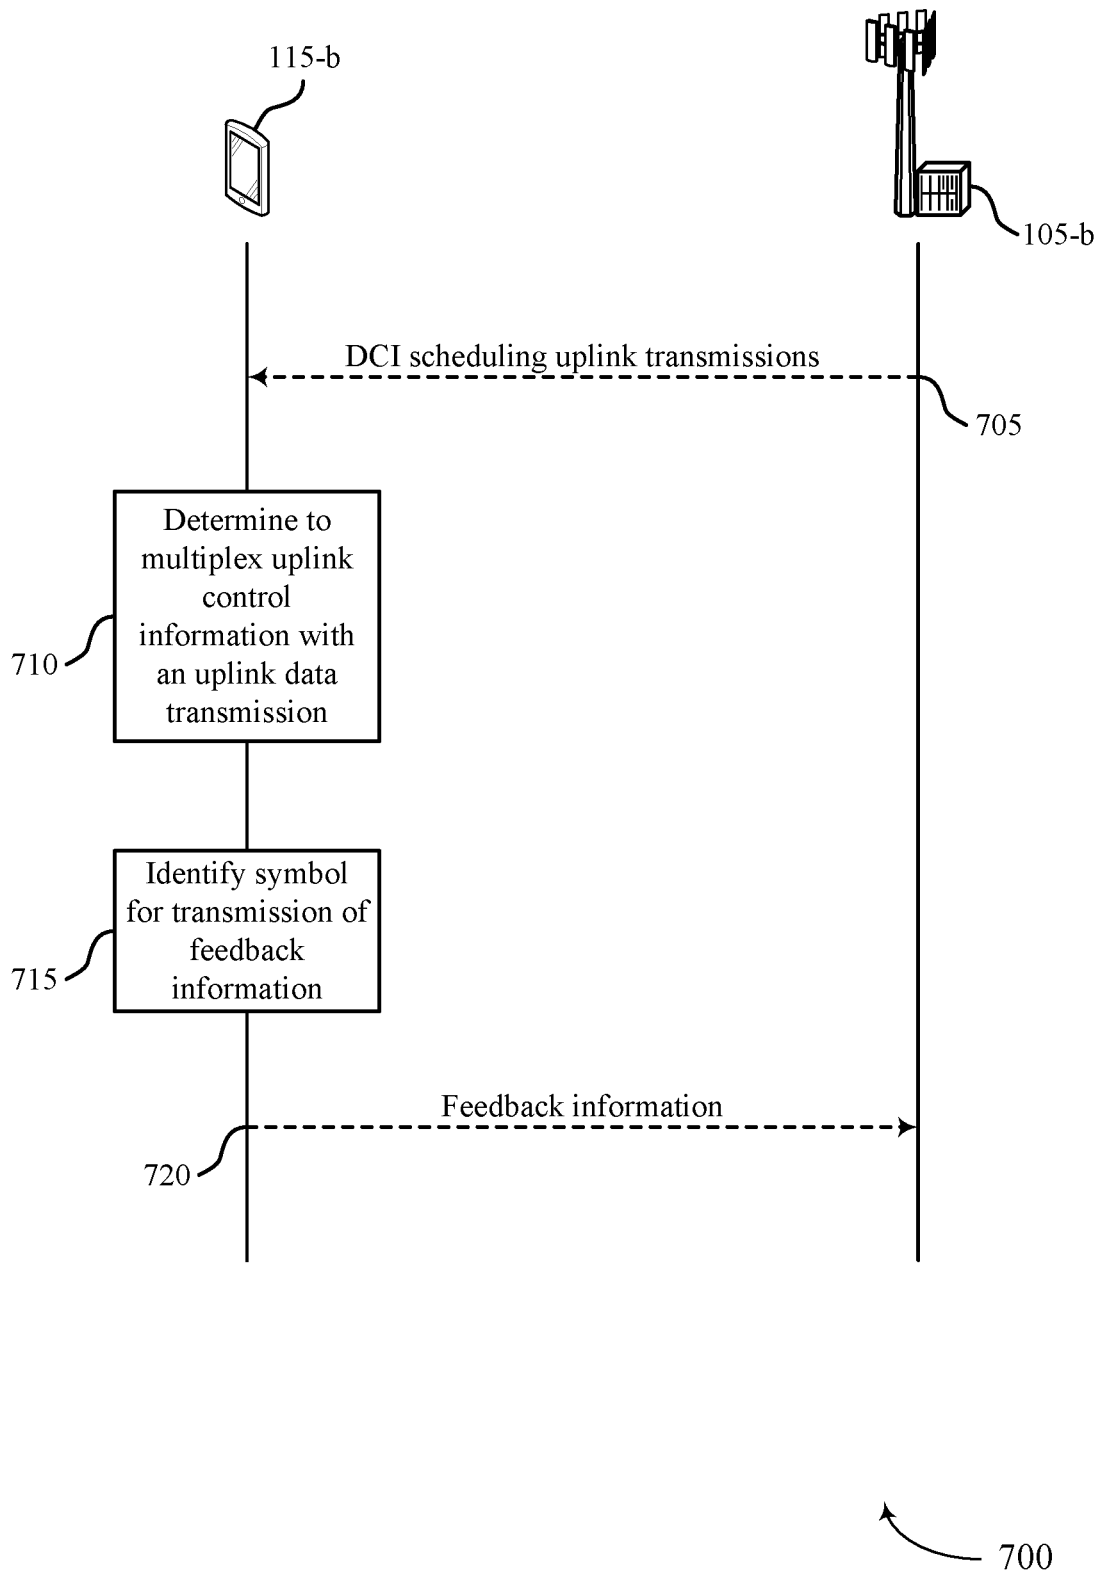 115-b
105-b
DCI scheduling uplink transmissions
705
Determine to
multiplex uplink
control
information with
an uplink data
transmission
710
Identify symbol
for transmission of
feedback
information
715
Feedback information
720
700